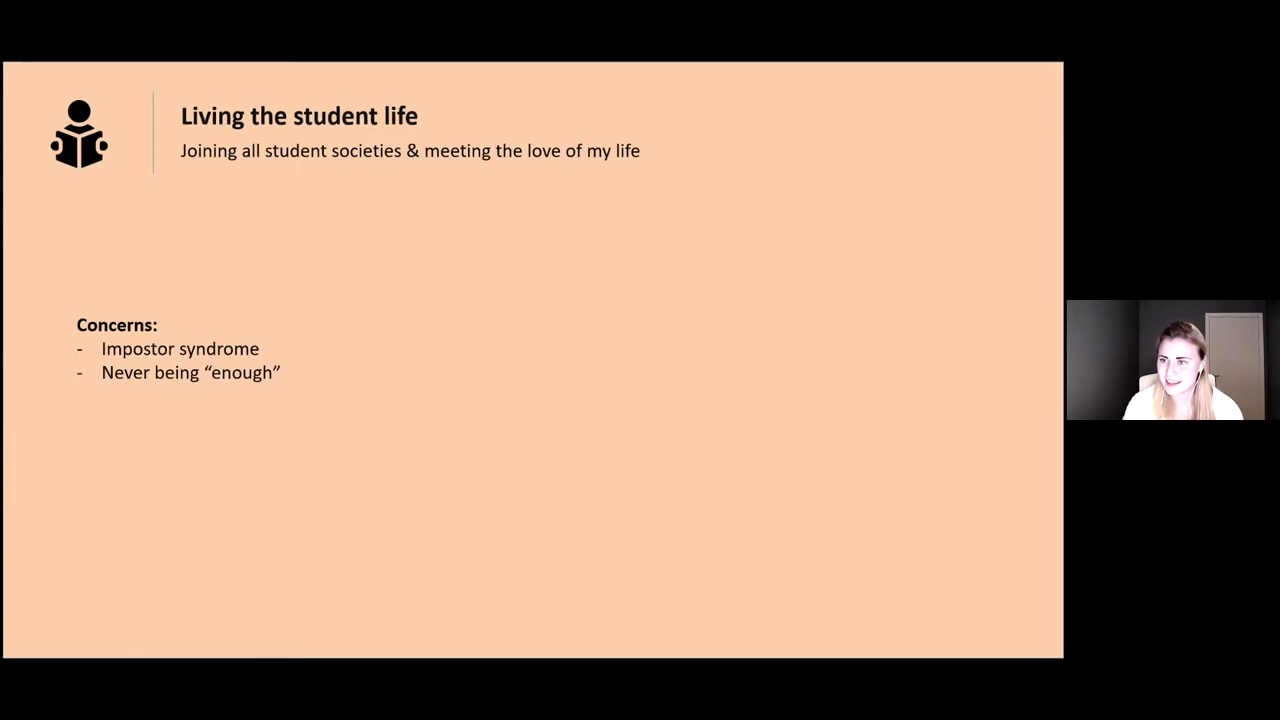 Living the student life
Joining all student societies & meeting the love of my life
Concerns:
- Impostor syndrome
- Never being “enough”